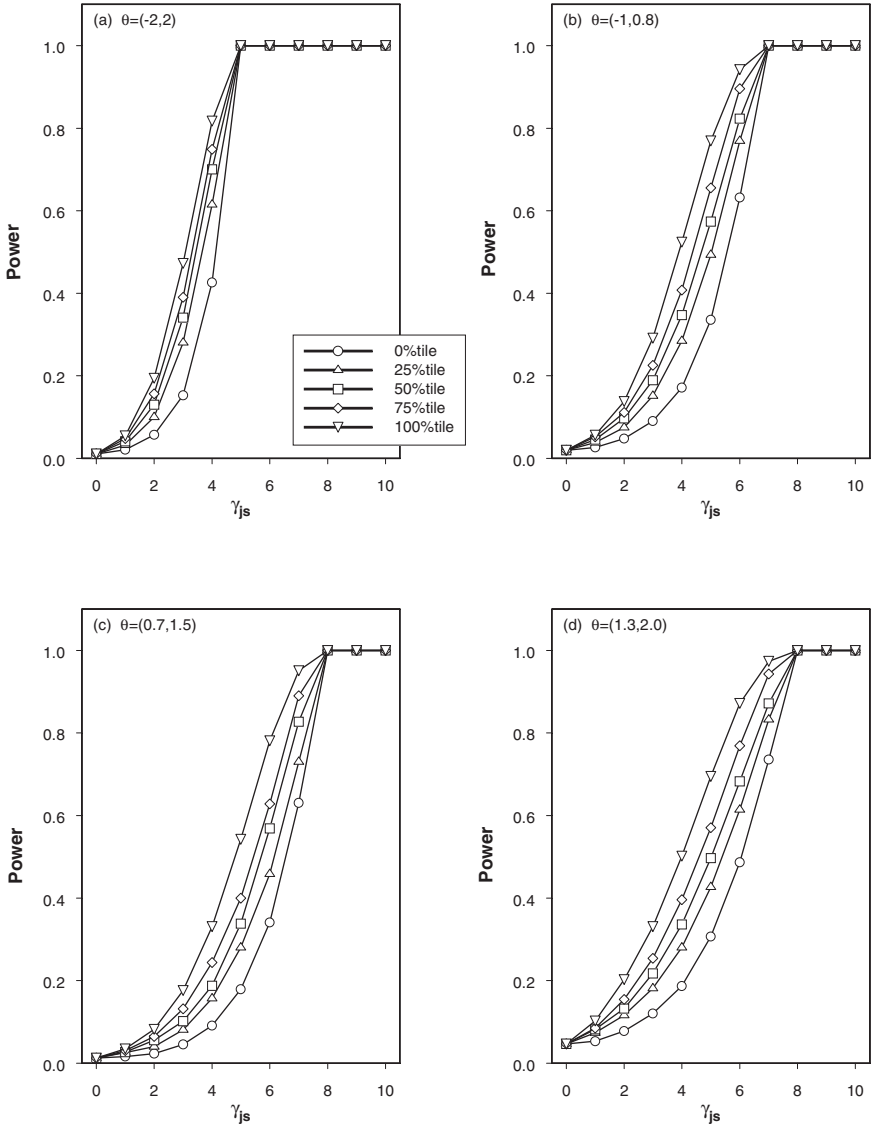 (a) θ=(-2,2)
1.0
0.8
0.6
0.4
0.2
0.0
Power
0 2 4 6 8 10
γjs
(b) θ=(-1,0.8)
1.0
0.8
0.6
0.4
0.2
0.0
Power
0 2 4 6 8 10
γjs
0%tile
25%tile
50%tile
75%tile
100%tile
(c) θ=(0.7,1.5)
1.0
0.8
0.6
0.4
0.2
0.0
Power
0 2 4 6 8 10
γjs
(d) θ=(1.3,2.0)
1.0
0.8
0.6
0.4
0.2
0.0
Power
0 2 4 6 8 10
γjs